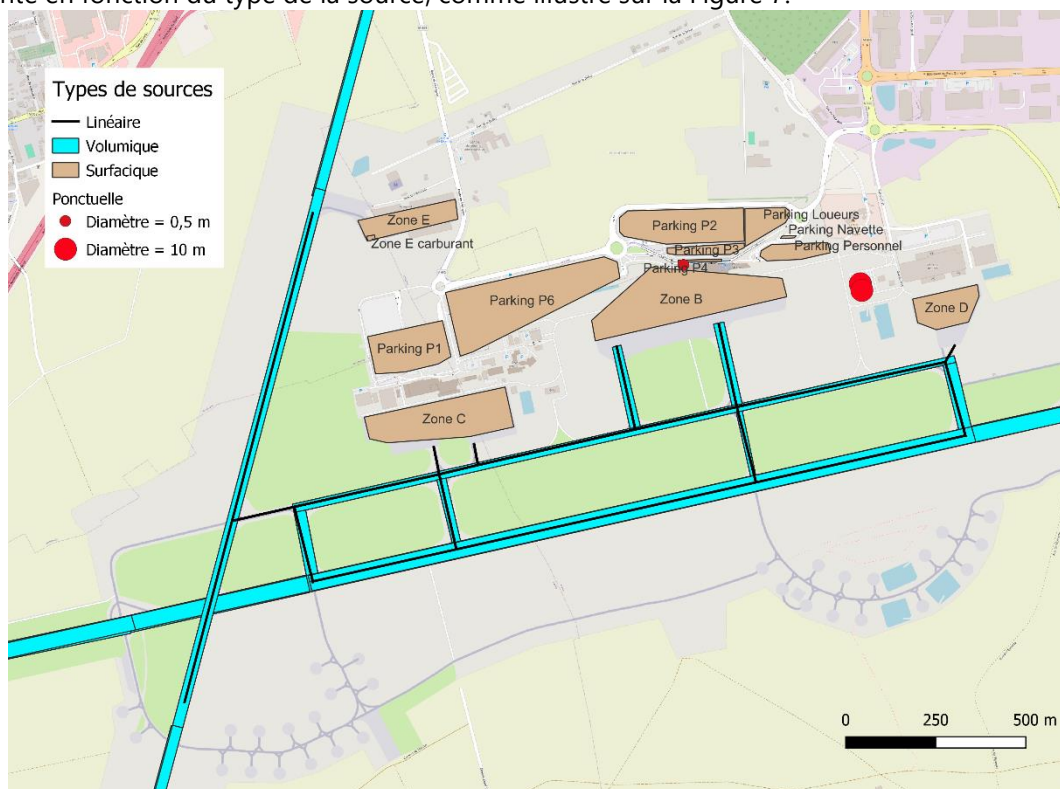 nte en fonction du type de la source, comme illustré sur la Figure 7.
Types de sources
Linéaire
Volumique
Surfacique
Ponctuelle
Diamètre = 0,5 m
Diamètre = 10 m
Zone E
Zone E carburant
Parking P2
Parking Loueurs
Parking Navette
Parking P3
Parking Personnel
Parking P4
Parking P6
Zone B
Zone D
Parking P1
Zone C
0 250 500 m